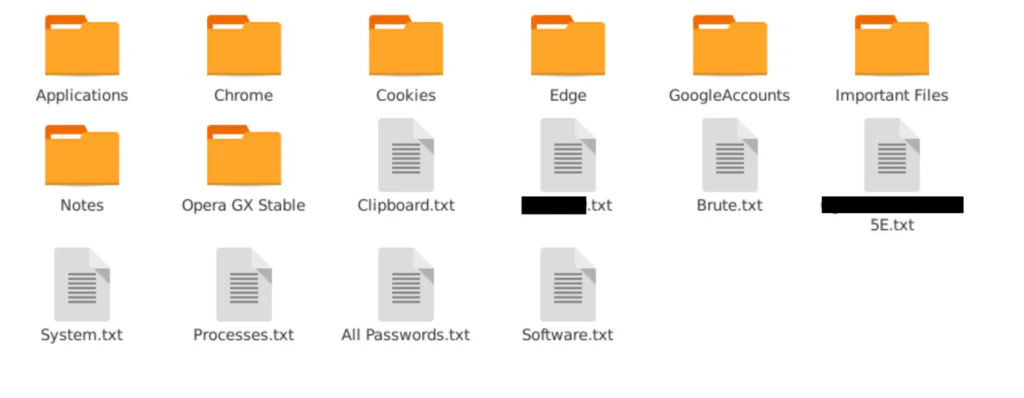 Applications
Chrome
Cookies
Edge
GoogleAccounts
Important Files
Notes
Opera GX Stable
Clipboard.txt
.txt
Brute.txt
5E.txt
System.txt
Processes.txt
All Passwords.txt
Software.txt